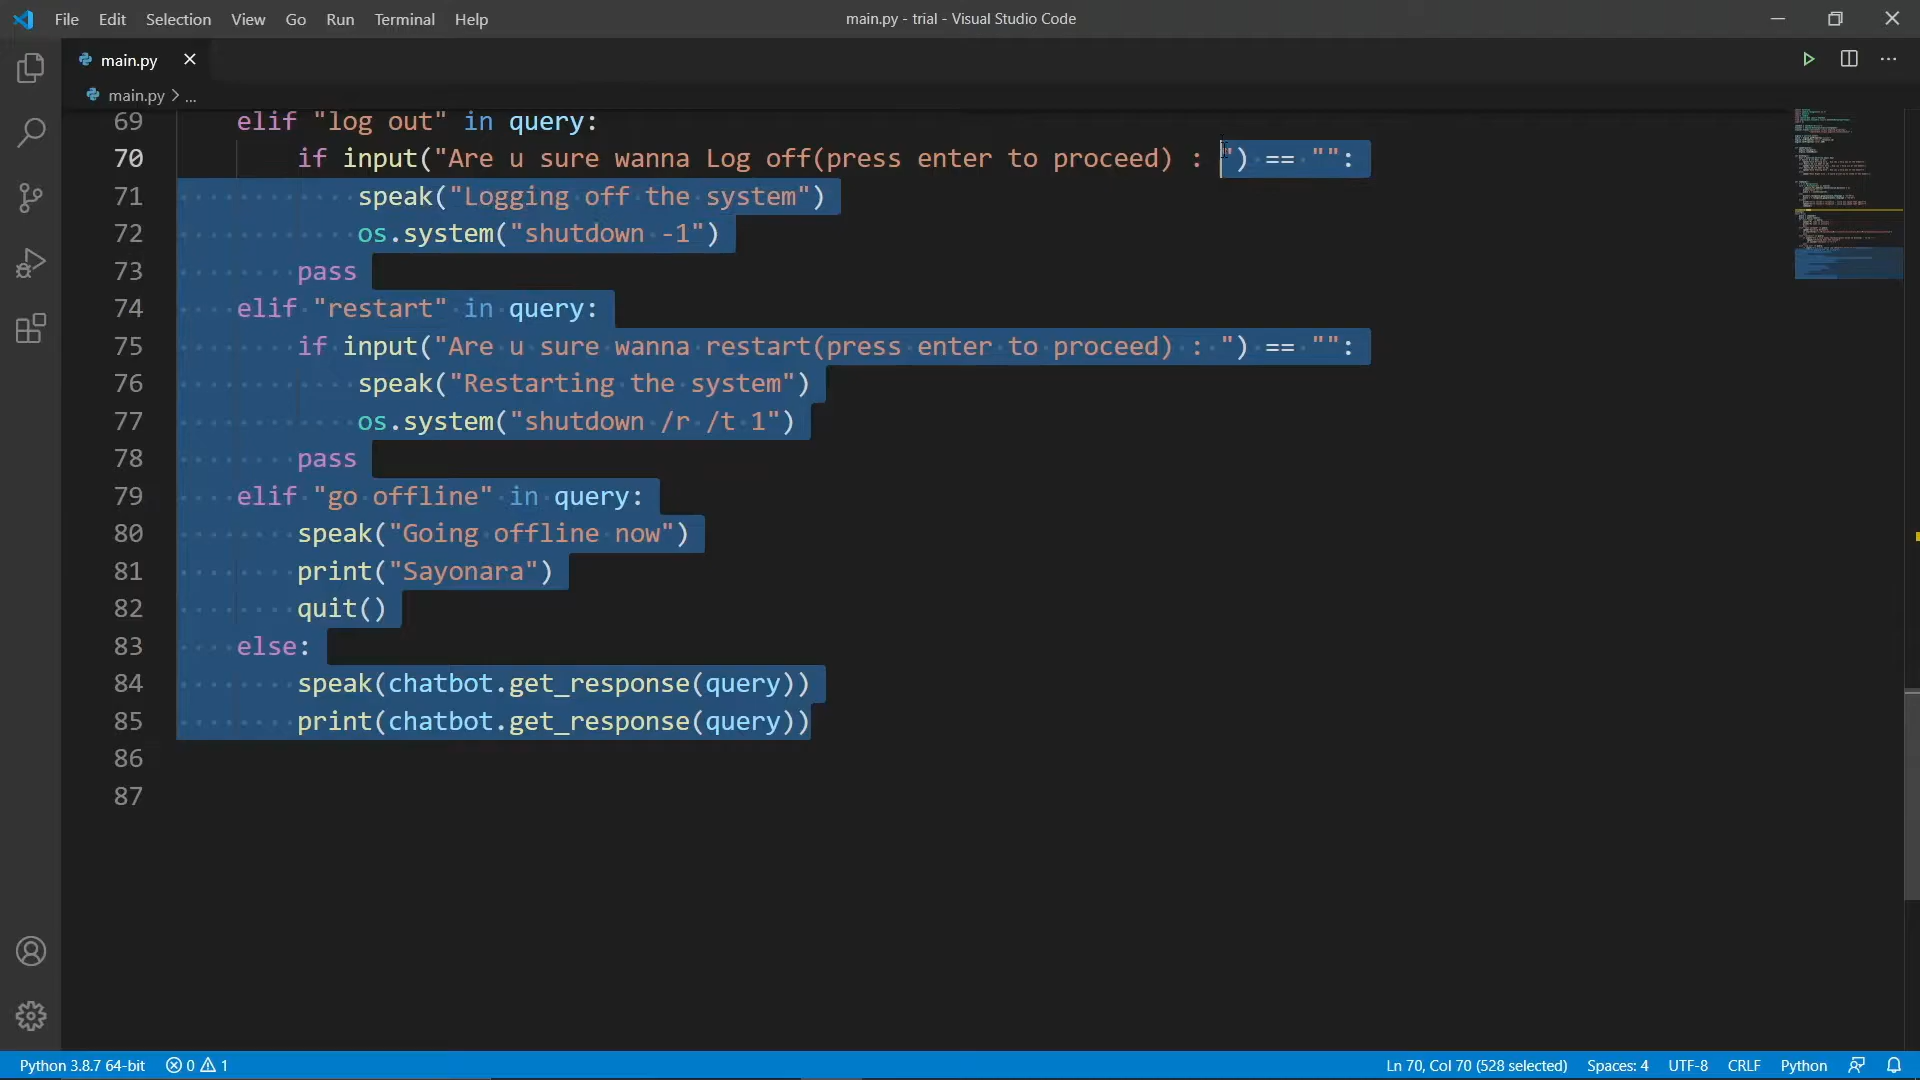 File Edit Selection View Go Run Terminal Help
main.py - trial - Visual Studio Code
main.py
main.py > ...
69 elif "log out" in query:
70 if input("Are u sure wanna Log off(press enter to proceed) : ") == "":
71 speak("Logging off the system")
72 os.system("shutdown -1")
73 pass
74 elif "restart" in query:
75 if input("Are u sure wanna restart(press enter to proceed) : ") == "":
76 speak("Restarting the system")
77 os.system("shutdown /r /t 1")
78 pass
79 elif "go offline" in query:
80 speak("Going offline now")
81 print("Sayonara")
82 quit()
83 else:
84 speak(chatbot.get_response(query))
85 print(chatbot.get_response(query))
86
87
Python 3.8.7 64-bit 0 1 Ln 70, Col 70 (528 selected) Spaces: 4 UTF-8 CRLF Python